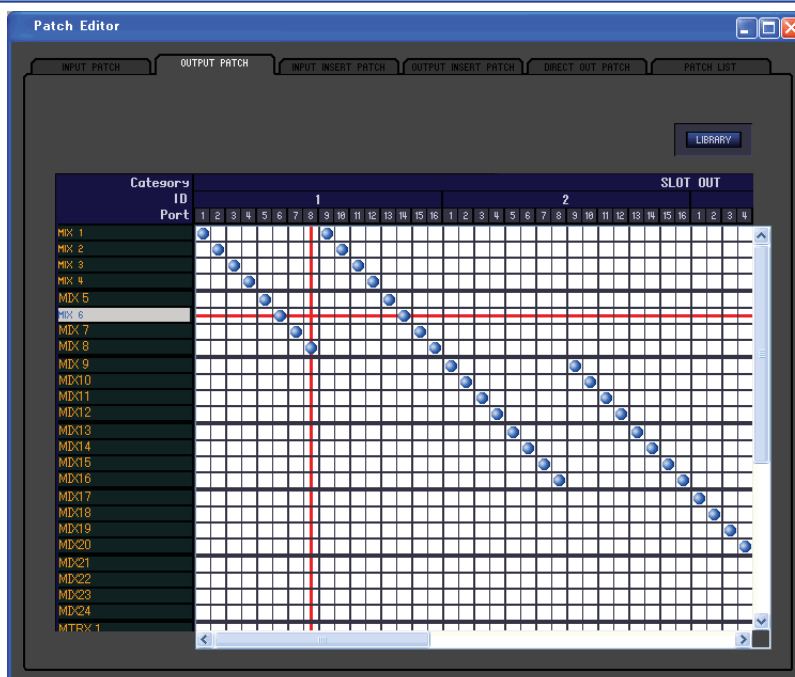 Patch Editor
INPUT PATCH OUTPUT PATCH INPUT INSERT PATCH OUTPUT INSERT PATCH DIRECT OUT PATCH PATCH LIST
LIBRARY
Category SLOT OUT
ID 1 2
Port 1 2 3 4 5 6 7 8 9 10 11 12 13 14 15 16 1 2 3 4 5 6 7 8 9 10 11 12 13 14 15 16 1 2 3 4
MIX 1
MIX 2
MIX 3
MIX 4
MIX 5
MIX 6
MIX 7
MIX 8
MIX 9
MIX10
MIX11
MIX12
MIX13
MIX14
MIX15
MIX16
MIX17
MIX18
MIX19
MIX20
MIX21
MIX22
MIX23
MIX24
MTRX 1